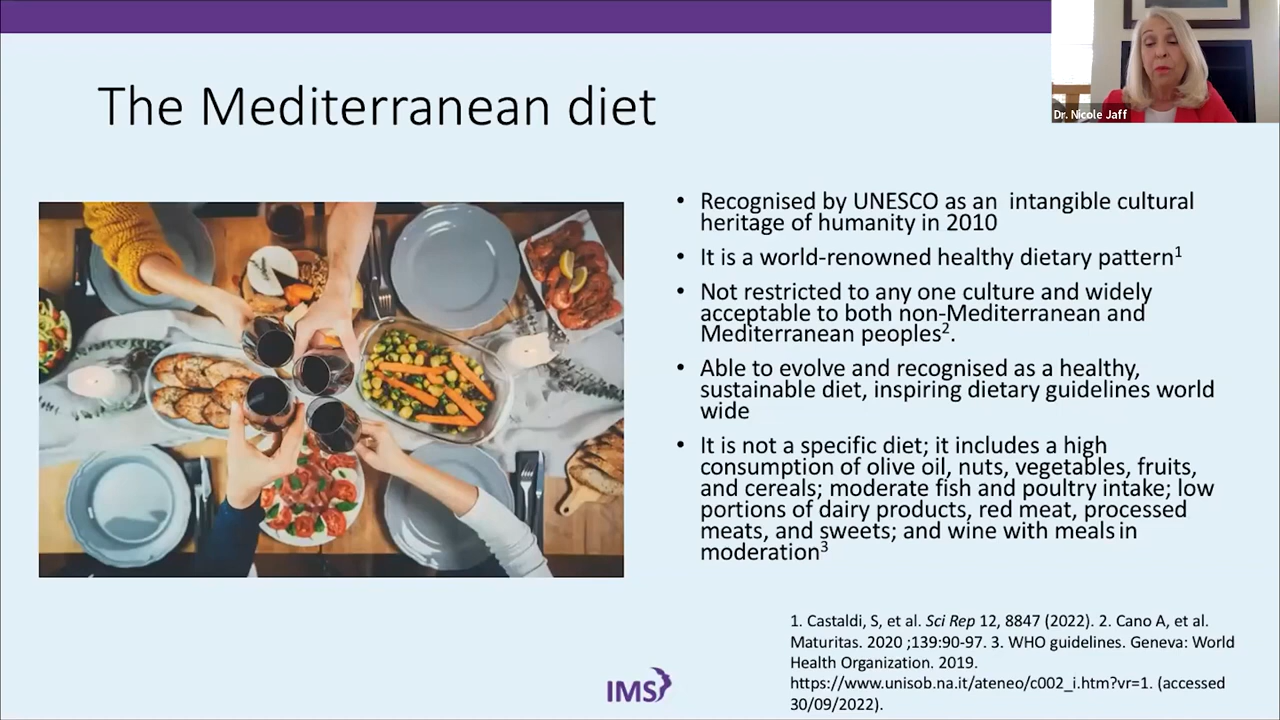 The Mediterranean diet
Dr. Nicole Jaff
• Recognised by UNESCO as an  intangible cultural
heritage of humanity in 2010
• It is a world-renowned healthy dietary pattern¹
• Not restricted to any one culture and widely
acceptable to both non-Mediterranean and
Mediterranean peoples².
• Able to evolve and recognised as a healthy,
sustainable diet, inspiring dietary guidelines world
wide
• It is not a specific diet; it includes a high
consumption of olive oil, nuts, vegetables, fruits,
and cereals; moderate fish and poultry intake; low
portions of dairy products, red meat, processed
meats, and sweets; and wine with meals in
moderation³
1. Castaldi, S, et al. Sci Rep 12, 8847 (2022). 2. Cano A, et al.
Maturitas. 2020 ;139:90-97. 3. WHO guidelines. Geneva: World
Health Organization. 2019.
https://www.unisob.na.it/ateneo/c002_i.htm?vr=1. (accessed
30/09/2022).
IMS